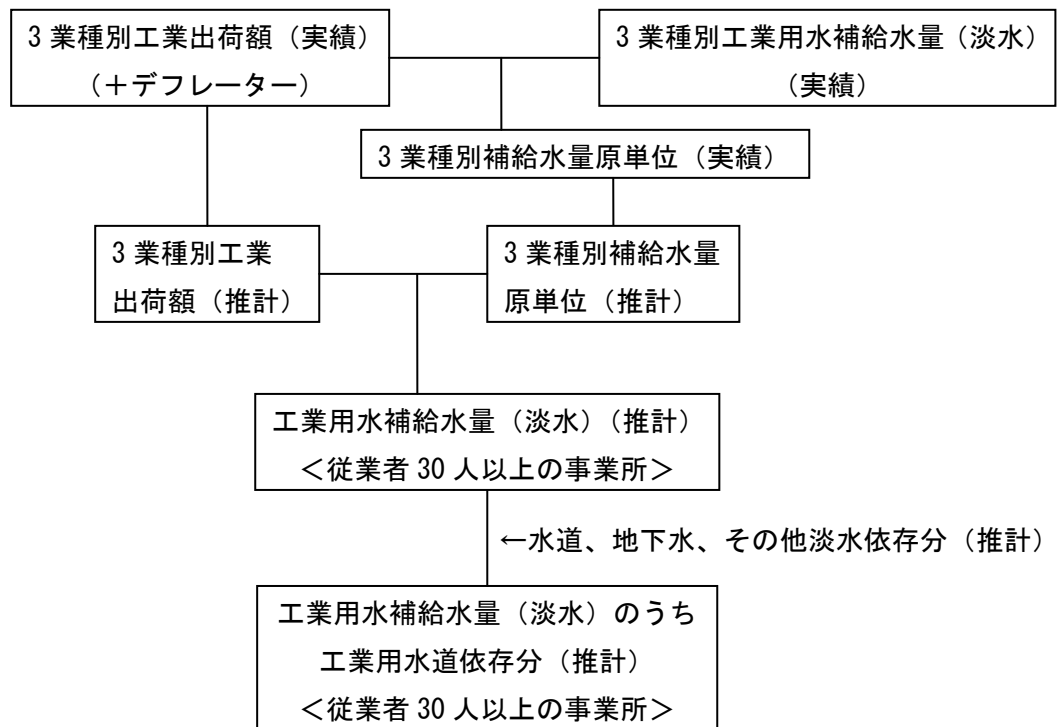 3 業種別工業出荷額（実績）
（＋デフレーター）
3 業種別工業用水補給水量（淡水）
（実績）
3 業種別補給水量原単位（実績）
3 業種別工業
出荷額（推計）
3 業種別補給水量
原単位（推計）
工業用水補給水量（淡水）（推計）
＜従業者 30 人以上の事業所＞
←水道、地下水、その他淡水依存分（推計）
工業用水補給水量（淡水）のうち
工業用水道依存分（推計）
＜従業者 30 人以上の事業所＞